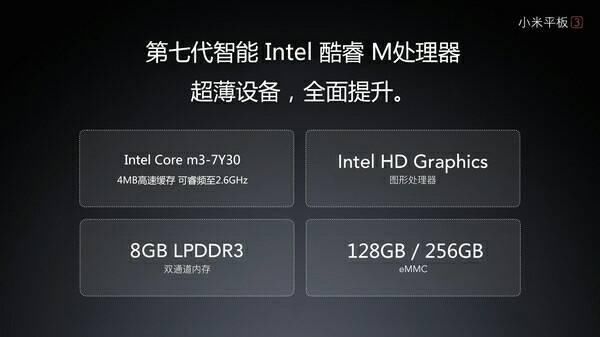 小米平板 3
第七代智能 Intel 酷睿 M处理器
超薄设备，全面提升。
Intel Core m3-7Y30
4MB高速缓存 可睿频至2.6GHz
Intel HD Graphics
图形处理器
8GB LPDDR3
双通道内存
128GB / 256GB
eMMC